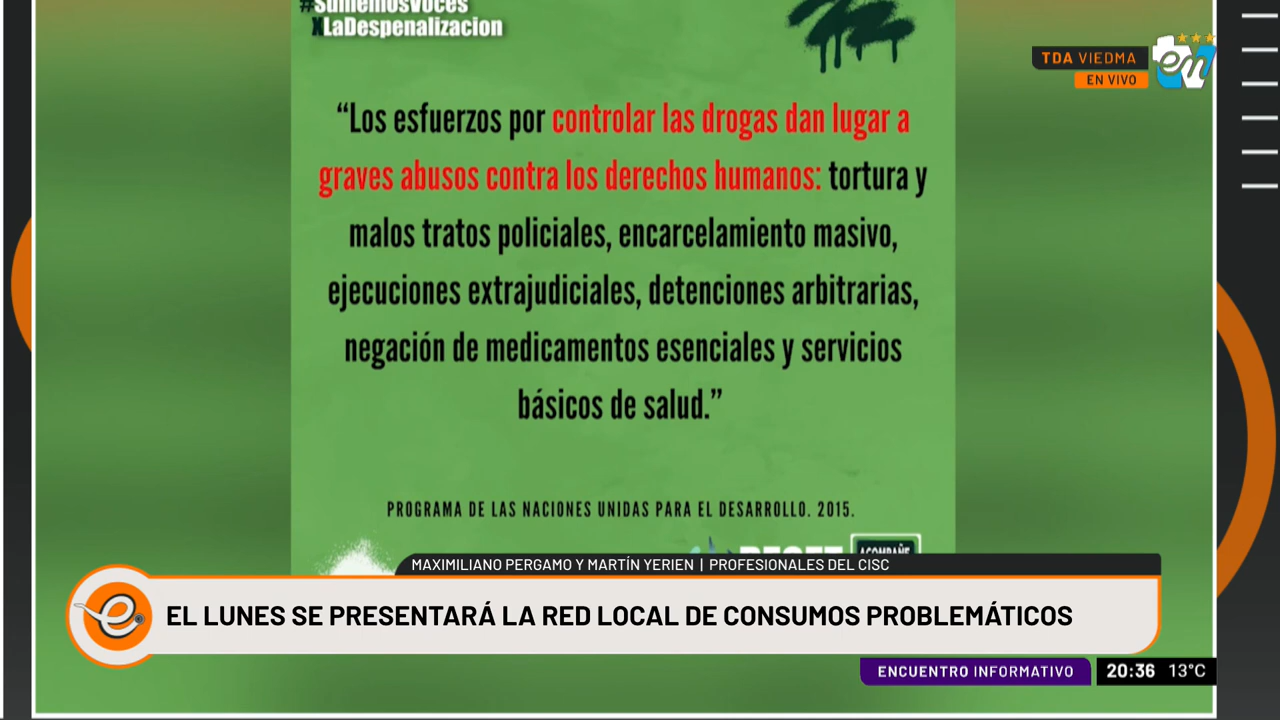 #SumemosVoces
XLaDespenalizacion
TDA VIEDMA
EN VIVO
eu
“Los esfuerzos por controlar las drogas dan lugar a
graves abusos contra los derechos humanos: tortura y
malos tratos policiales, encarcelamiento masivo,
ejecuciones extrajudiciales, detenciones arbitrarias,
negación de medicamentos esenciales y servicios
básicos de salud.”
PROGRAMA DE LAS NACIONES UNIDAS PARA EL DESARROLLO. 2015.
RESET
ACOMPAÑE
MAXIMILIANO PERGAMO Y MARTÍN YERIEN | PROFESIONALES DEL CISC
e
EL LUNES SE PRESENTARÁ LA RED LOCAL DE CONSUMOS PROBLEMÁTICOS
ENCUENTRO INFORMATIVO
20:36 13°C